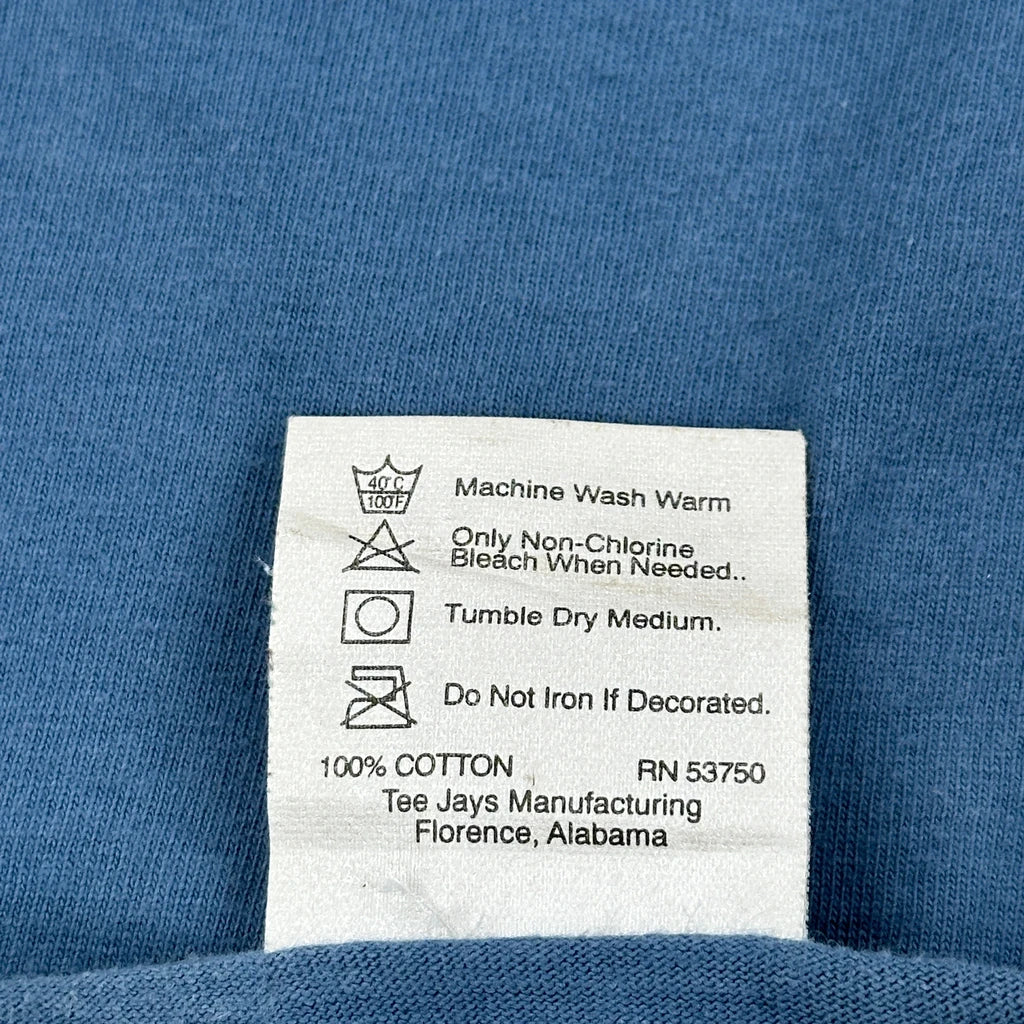 40°C
100°F
Machine Wash Warm
Only Non-Chlorine
Bleach When Needed..
Tumble Dry Medium.
Do Not Iron If Decorated.
100% COTTON RN 53750
Tee Jays Manufacturing
Florence, Alabama